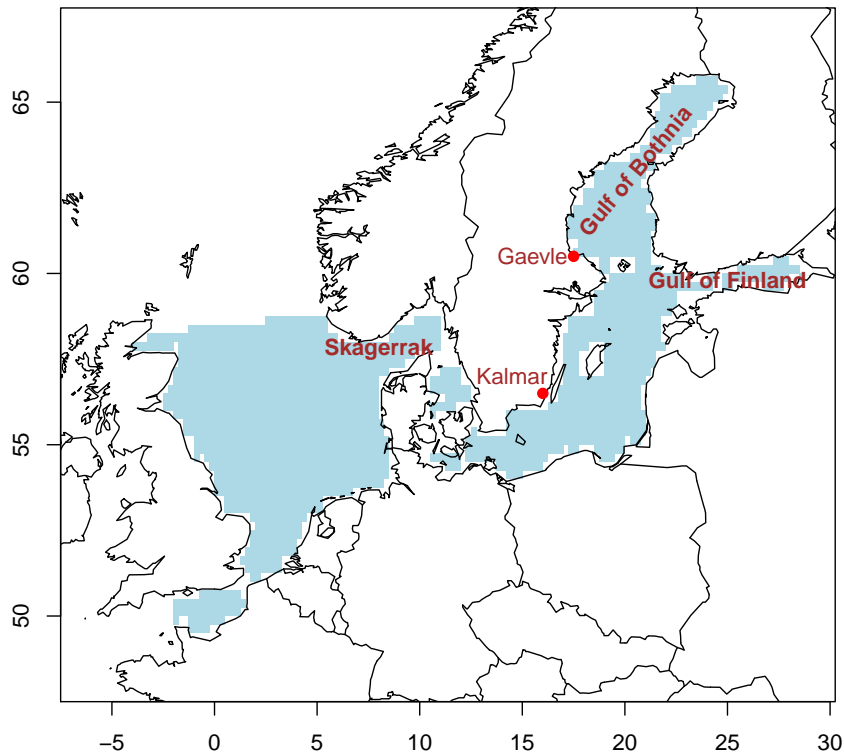 65
Gulf of Bothnia
60
Gaevle
Gulf of Finland
Skagerrak
Kalmar
55
50
−5 0 5 10 15 20 25 30